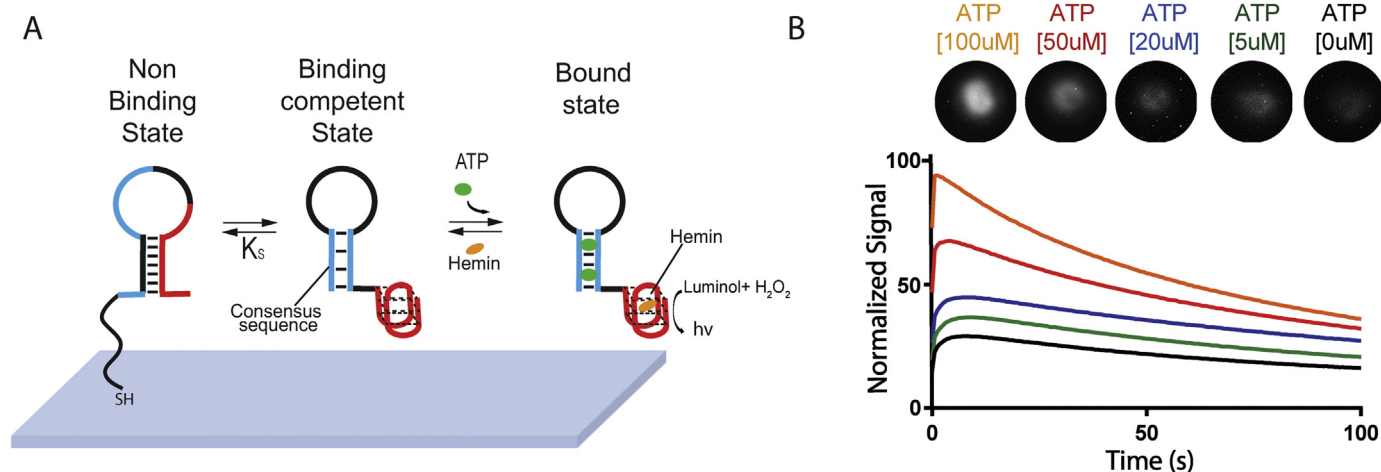 A
Non
Binding
State
Binding
competent
State
Bound
state
K_S
ATP
Hemin
Consensus
sequence
Hemin
Luminol+ H₂O₂
hv
SH
B
ATP
[100uM]
ATP
[50uM]
ATP
[20uM]
ATP
[5uM]
ATP
[0uM]
Normalized Signal
100
50
0
0
50
100
Time (s)